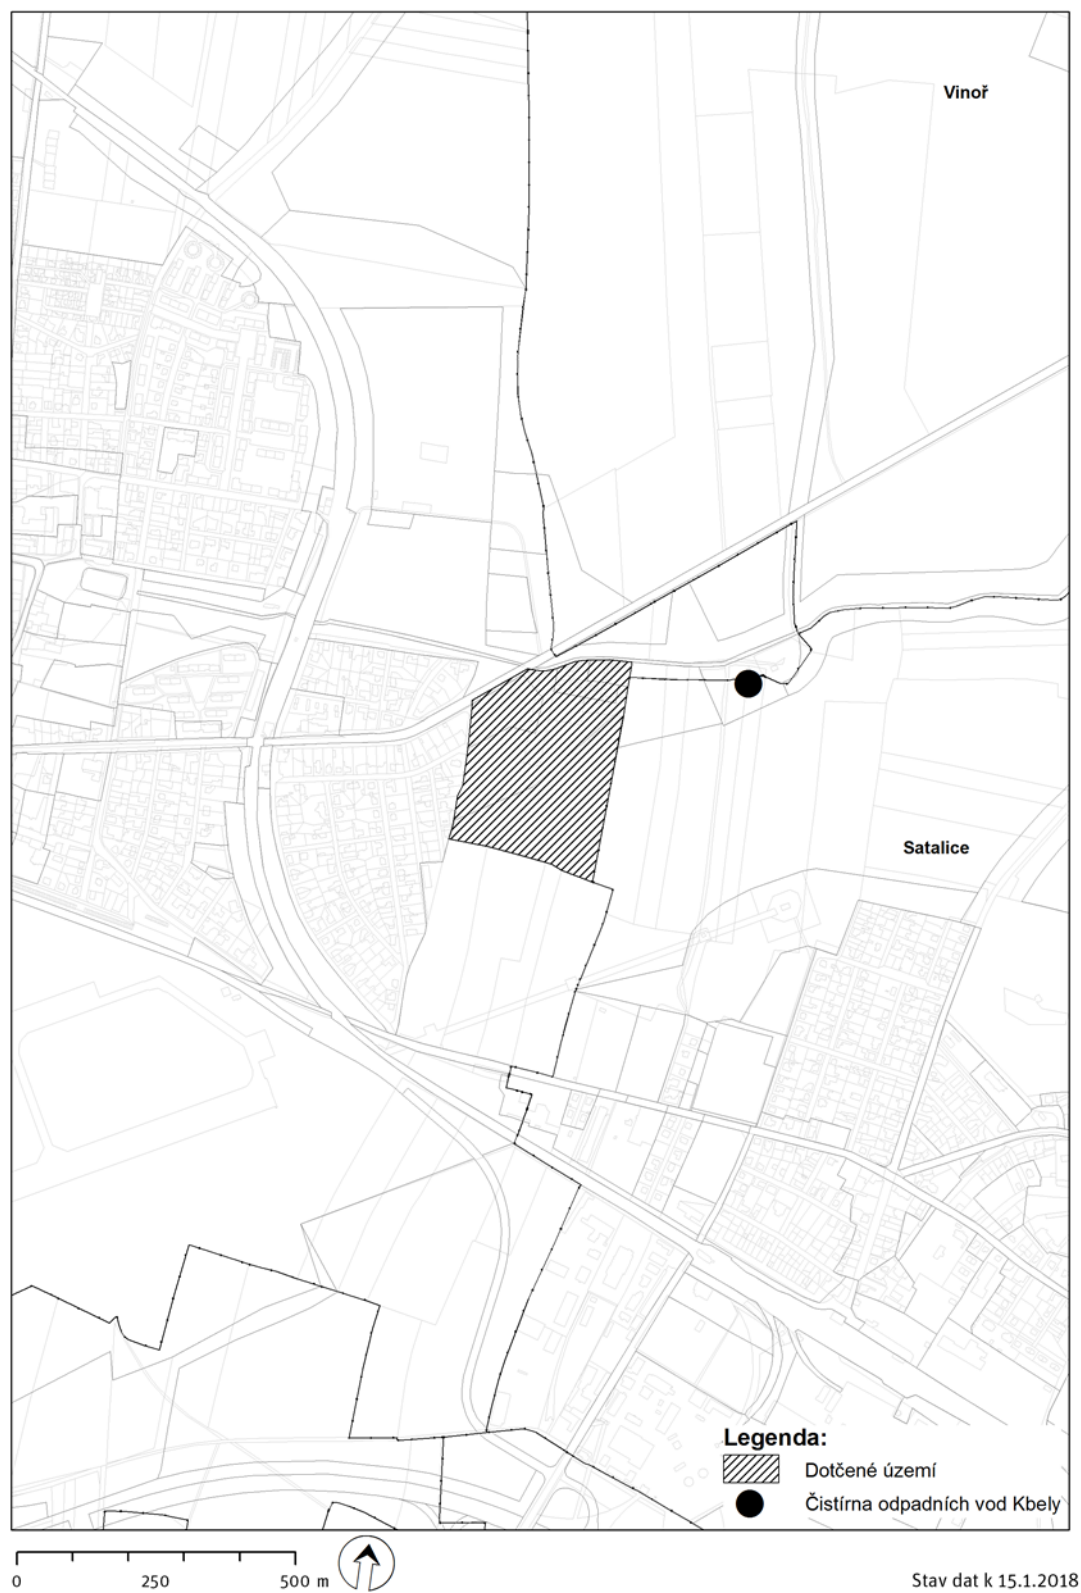 Vinoř
Satalice
Legenda:
Dotčené území
Čistírna odpadních vod Kbely
0 250 500 m
Stav dat k 15.1.2018